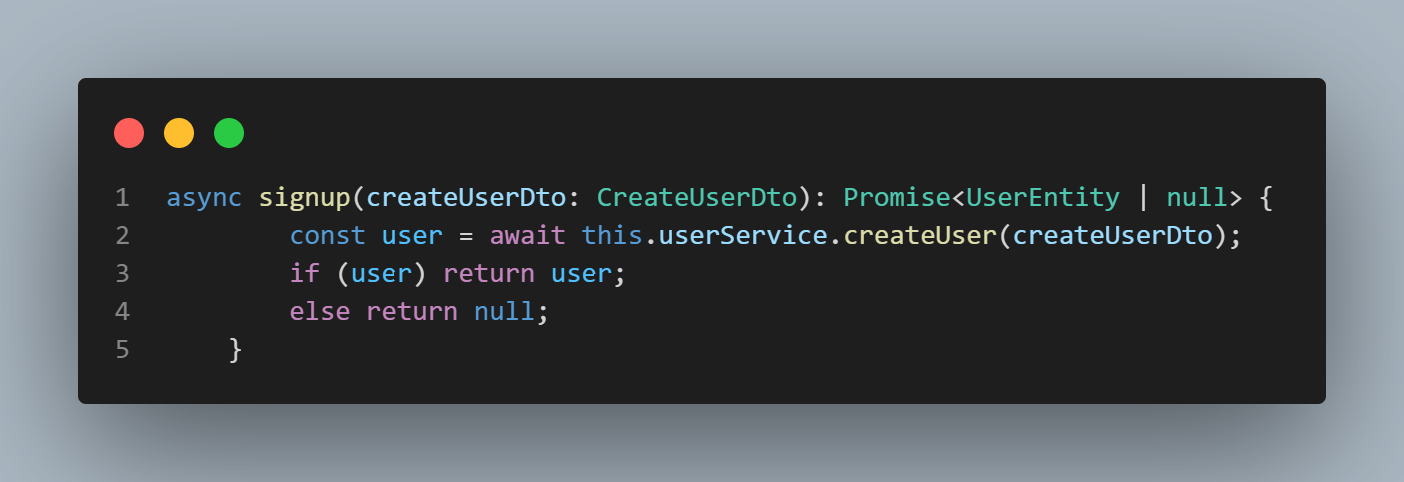 1 async signup(createUserDto: CreateUserDto): Promise<UserEntity | null> {
2 const user = await this.userService.createUser(createUserDto);
3 if (user) return user;
4 else return null;
5 }